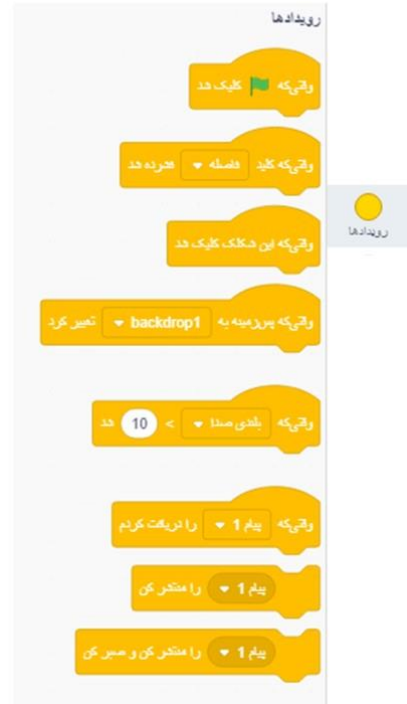 رویدادها
وقتی‌که کلیک شد
وقتی‌که کلید فاصله فشرده شد
وقتی‌که این شکلک کلیک شد
وقتی‌که پس‌زمینه به backdrop1 تغییر کرد
وقتی‌که بلندی صدا > 10 شد
وقتی‌که پیام 1 را دریافت کردم
پیام 1 را منتشر کن
پیام 1 را منتشر کن و صبر کن
رویدادها